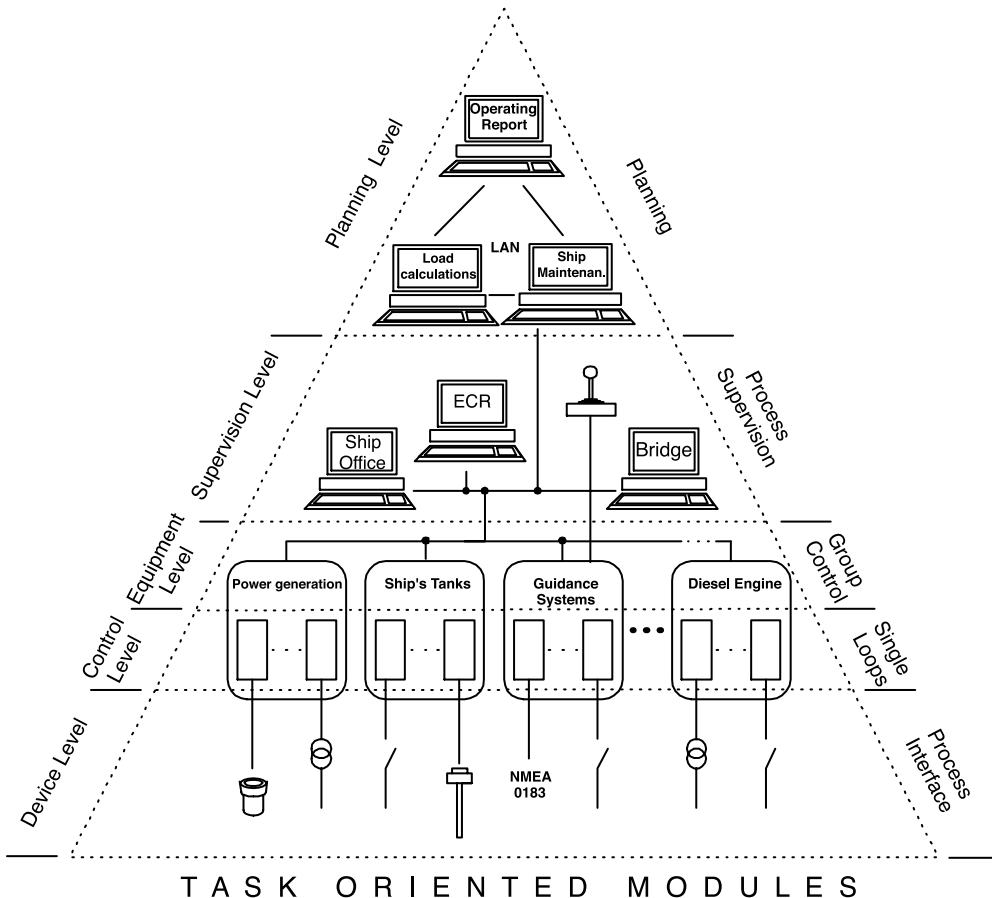 Operating
Report
Planning Level
Planning
LAN
Load
calculations
Ship
Maintenan.
Supervision Level
Process
Supervision
ECR
Ship
Office
Bridge
Equipment
Level
Group
Control
Power generation
Ship's Tanks
Guidance
Systems
Diesel Engine
Control
Level
Single
Loops
Device Level
Process
Interface
NMEA
0183
TASK ORIENTED MODULES